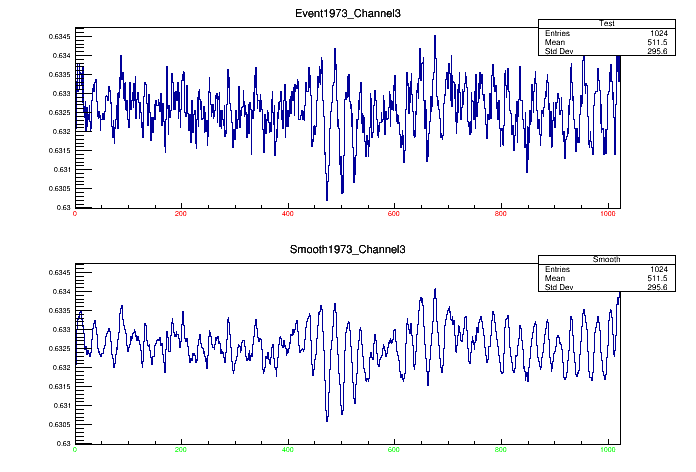 Event1973_Channel3
Test
Entries 1024
Mean 511.5
Std Dev 295.6
0.6345
0.634
0.6335
0.633
0.6325
0.632
0.6315
0.631
0.6305
0.63
0 200 400 600 800 1000
Smooth1973_Channel3
Smooth
Entries 1024
Mean 511.5
Std Dev 295.6
0.6345
0.634
0.6335
0.633
0.6325
0.632
0.6315
0.631
0.6305
0.63
0 200 400 600 800 1000